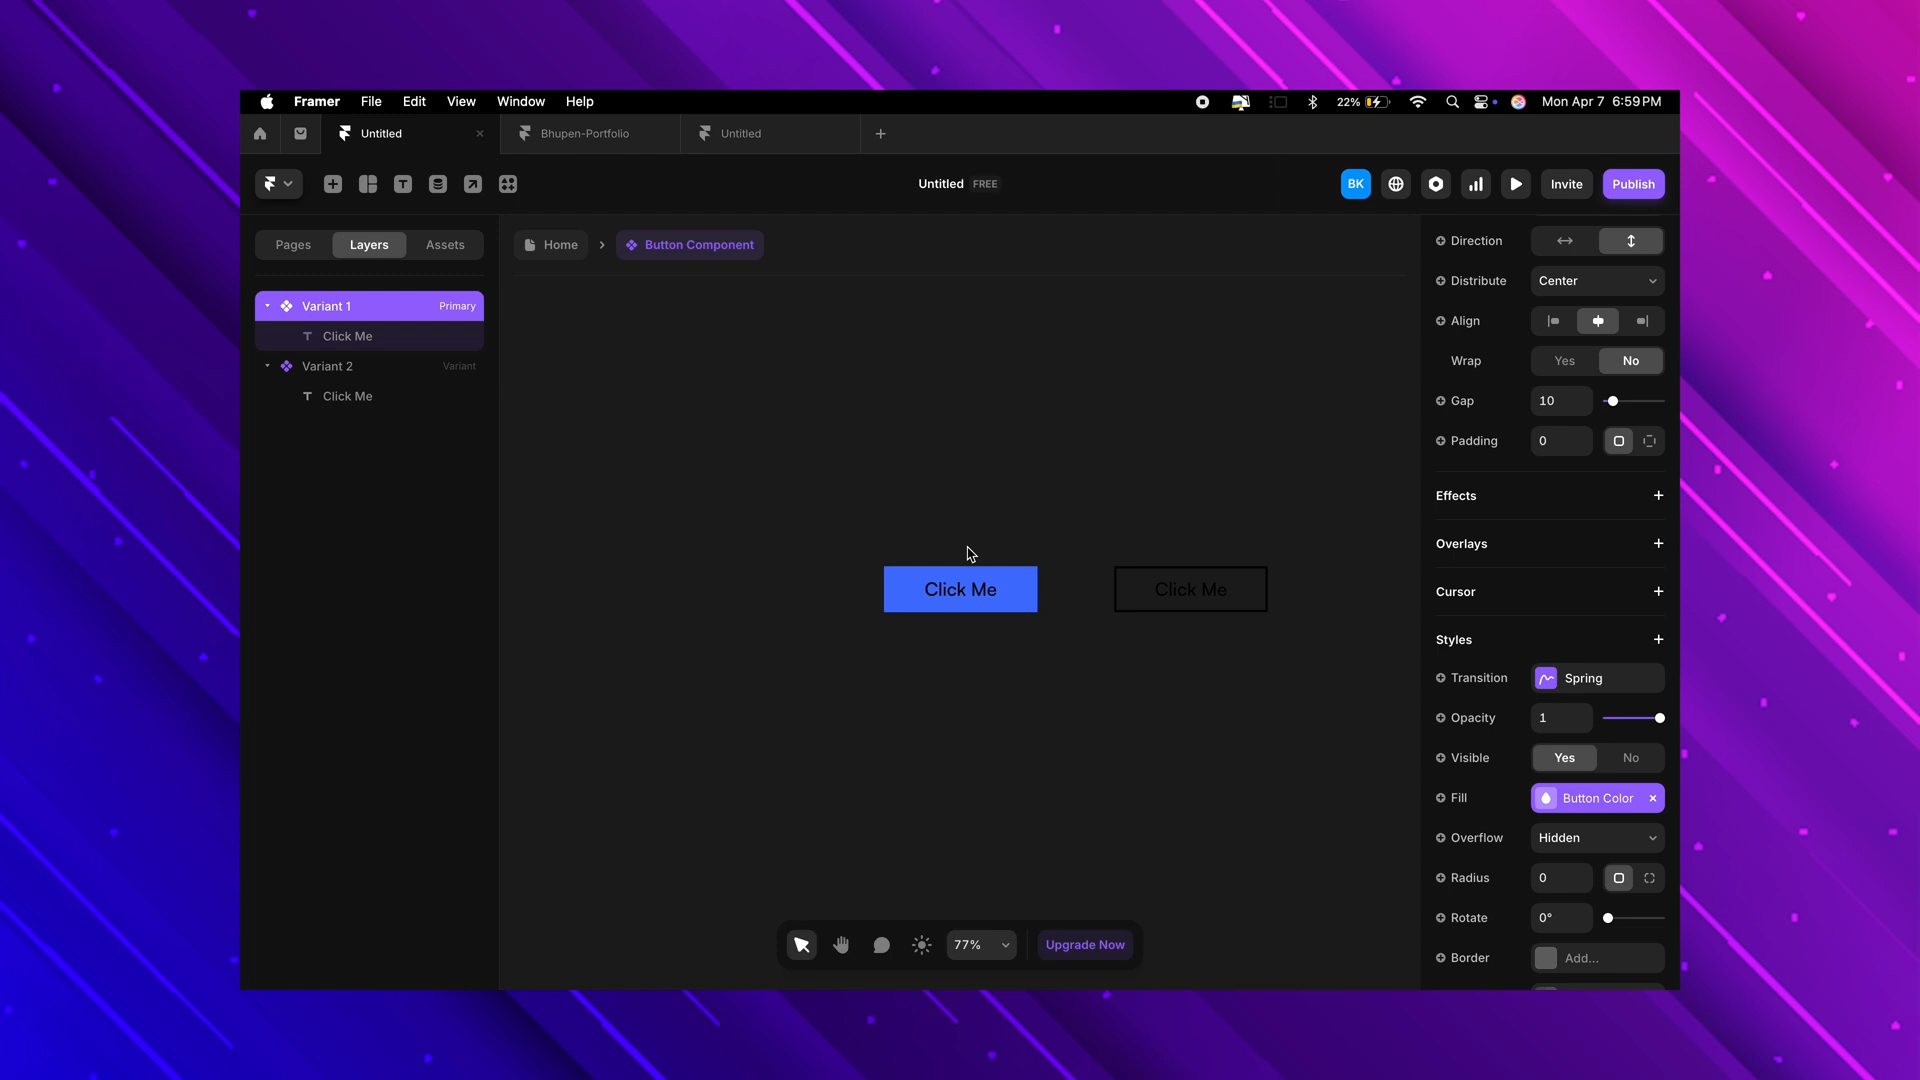 Framer File Edit View Window Help
22% Mon Apr 7 6:59 PM
Untitled Bhupen-Portfolio Untitled
Untitled FREE
BK Invite Publish
Pages Layers Assets
Home Button Component
Variant 1 Primary
Click Me
Variant 2 Variant
Click Me
Click Me
Click Me
77% Upgrade Now
Direction
Distribute Center
Align
Wrap Yes No
Gap 10
Padding 0
Effects
Overlays
Cursor
Styles
Transition Spring
Opacity 1
Visible Yes No
Fill Button Color
Overflow Hidden
Radius 0
Rotate 0°
Border Add...